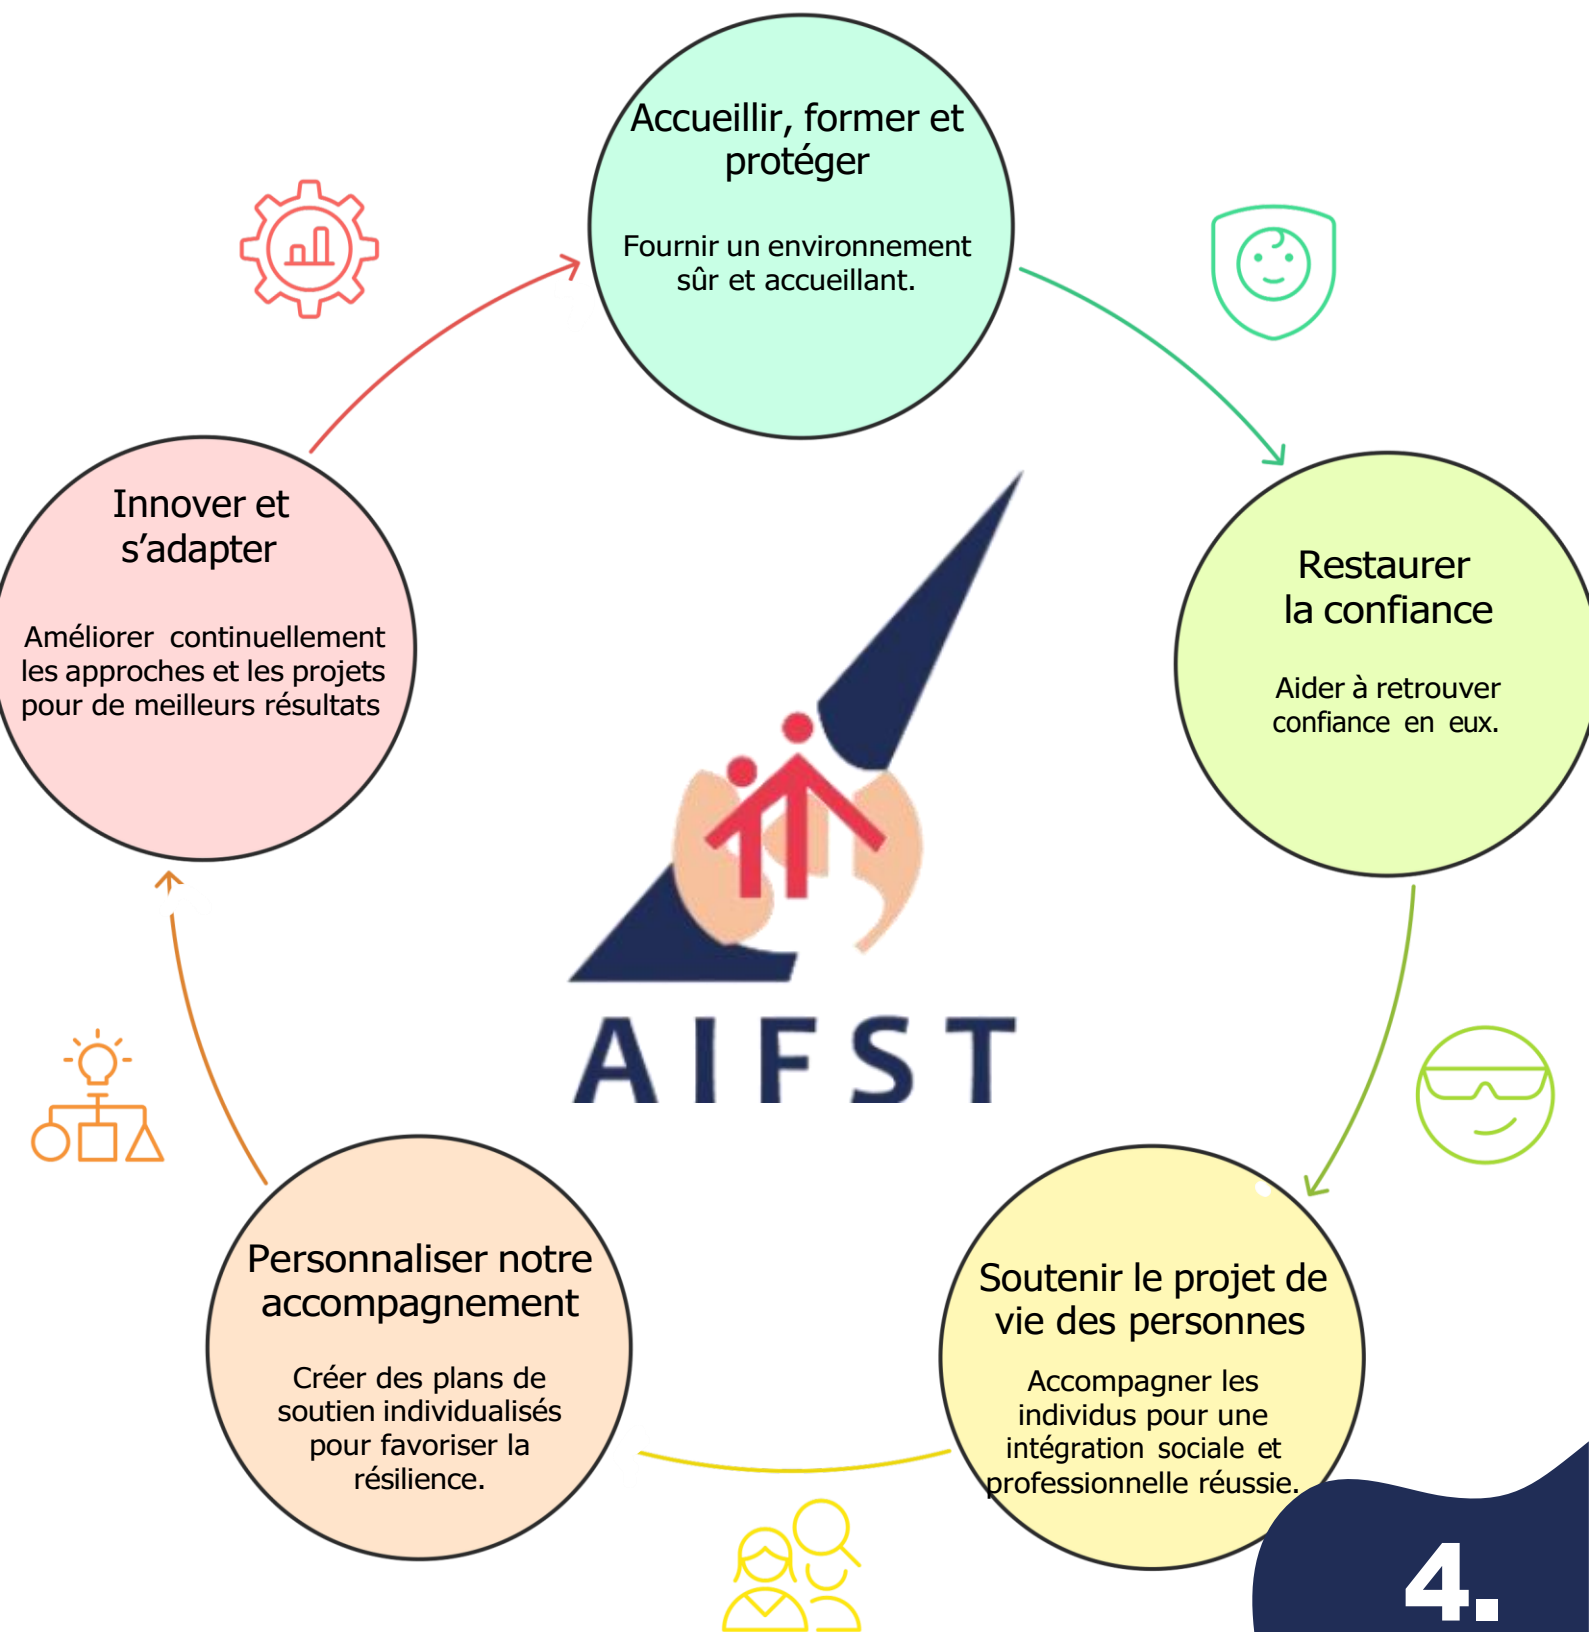 Accueillir, former et
protéger
Fournir un environnement
sûr et accueillant.
Restaurer
la confiance
Aider à retrouver
confiance en eux.
Soutenir le projet de
vie des personnes
Accompagner les
individus pour une
intégration sociale et
professionnelle réussie.
Personnaliser notre
accompagnement
Créer des plans de
soutien individualisés
pour favoriser la
résilience.
Innover et
s’adapter
Améliorer continuellement
les approches et les projets
pour de meilleurs résultats
AIFST
4.